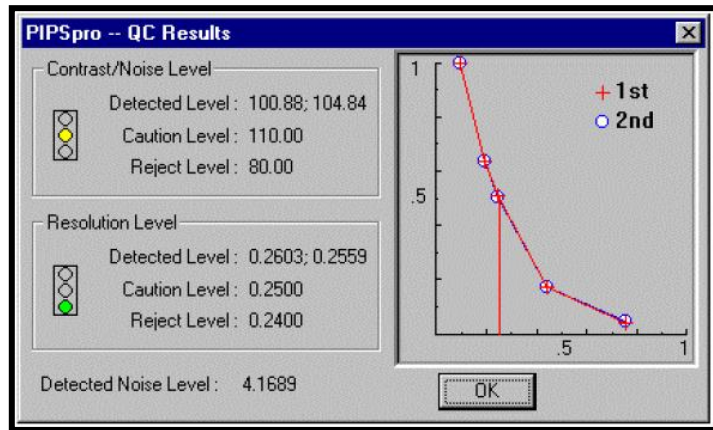 PIPSpro -- QC Results
Contrast/Noise Level
Detected Level : 100.88; 104.84
Caution Level : 110.00
Reject Level : 80.00
Resolution Level
Detected Level : 0.2603; 0.2559
Caution Level : 0.2500
Reject Level : 0.2400
Detected Noise Level : 4.1689
1
+ 1st
2nd
.5
.5
1
OK